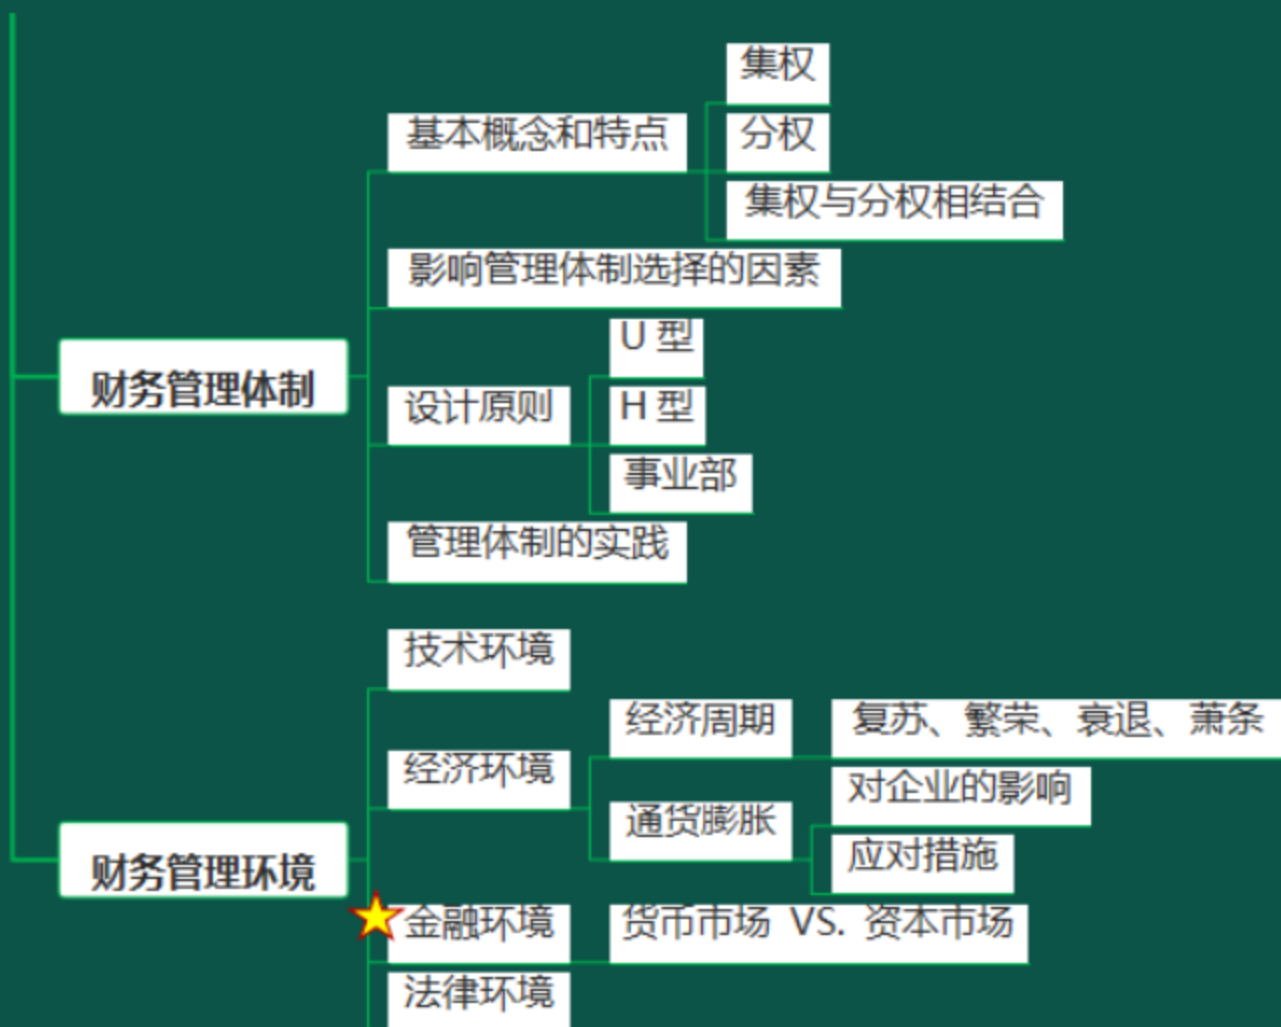 财务管理体制
基本概念和特点
集权
分权
集权与分权相结合
影响管理体制选择的因素
设计原则
U 型
H 型
事业部
管理体制的实践
财务管理环境
技术环境
经济环境
经济周期
复苏、繁荣、衰退、萧条
通货膨胀
对企业的影响
应对措施
金融环境
货币市场 VS. 资本市场
法律环境